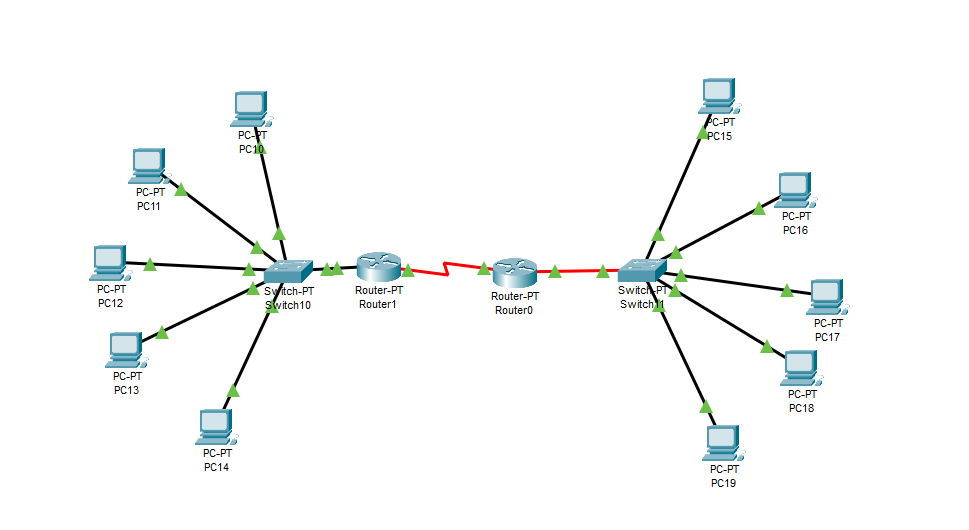 PC-PT
PC10
PC-PT
PC11
PC-PT
PC12
PC-PT
PC13
PC-PT
PC14
Switch-PT
Switch10
Router-PT
Router1
Router-PT
Router0
Switch-PT
Switch11
PC-PT
PC15
PC-PT
PC16
PC-PT
PC17
PC-PT
PC18
PC-PT
PC19